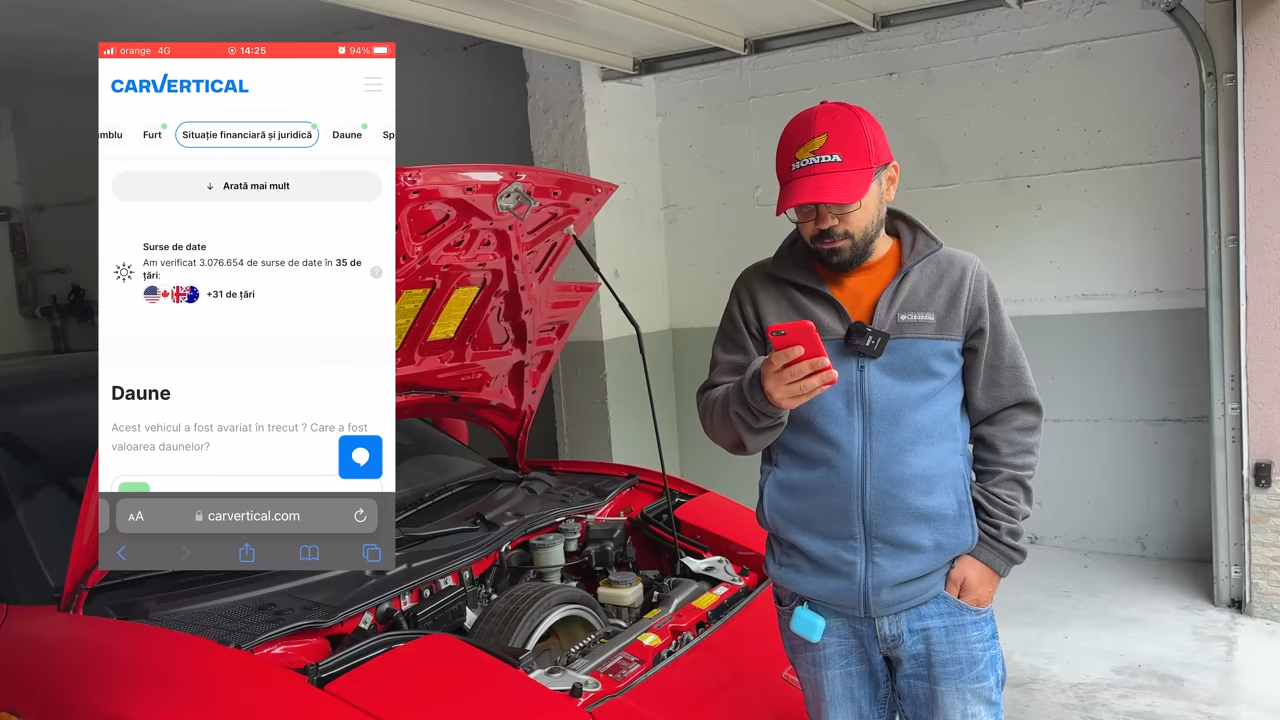 orange 4G
14:25
94%
CARVERTICAL
mblu
Furt
Situație financiară și juridică
Daune
Sp
↓ Arată mai mult
Surse de date
Am verificat 3.076.654 de surse de date în 35 de
țări:
+31 de țări
?
Daune
Acest vehicul a fost avariat în trecut ? Care a fost
valoarea daunelor?
AA
carvertical.com
HONDA
Columbia